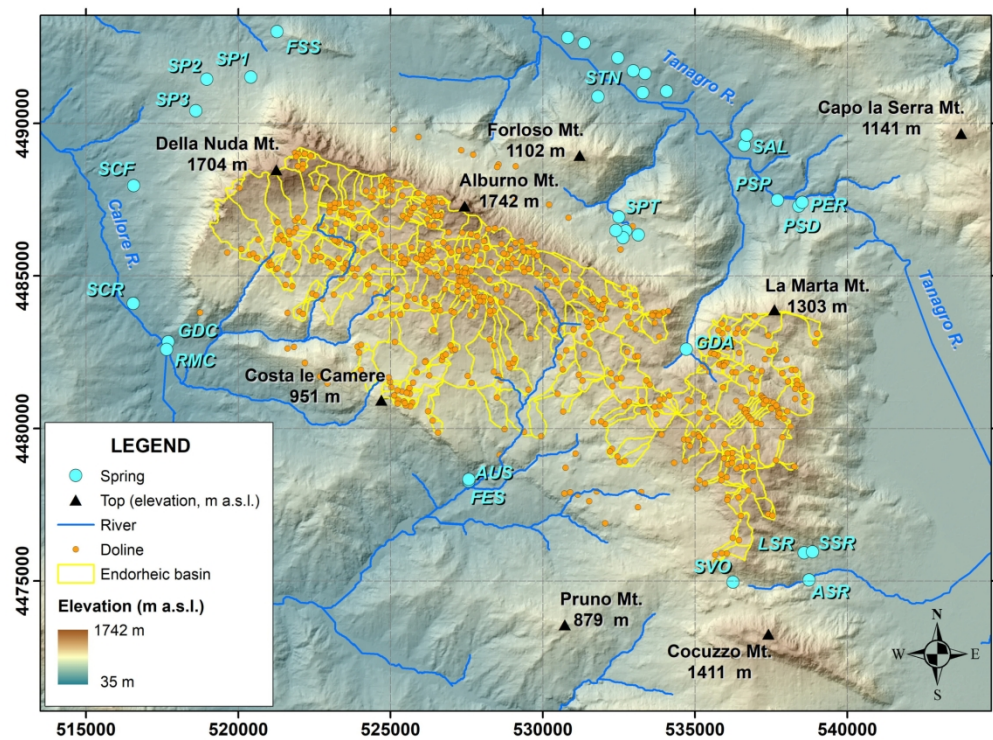 FSS
SP2
SP1
SP3
STN
Tanagro R.
Capo la Serra Mt.
1141 m
Forloso Mt.
1102 m
Della Nuda Mt.
1704 m
SAL
SCF
Alburno Mt.
1742 m
PSP
PER
PSD
SPT
Calore R.
SCR
La Marta Mt.
1303 m
Tanagro R.
GDC
RMC
GDA
Costa le Camere
951 m
AUS
FES
LSR
SSR
SVO
ASR
Pruno Mt.
879 m
Cocuzzo Mt.
1411 m
N
W
E
S
LEGEND
Spring
Top (elevation, m a.s.l.)
River
Doline
Endorheic basin
Elevation (m a.s.l.)
1742 m
35 m
4490000
4485000
4480000
4475000
515000
520000
525000
530000
535000
540000